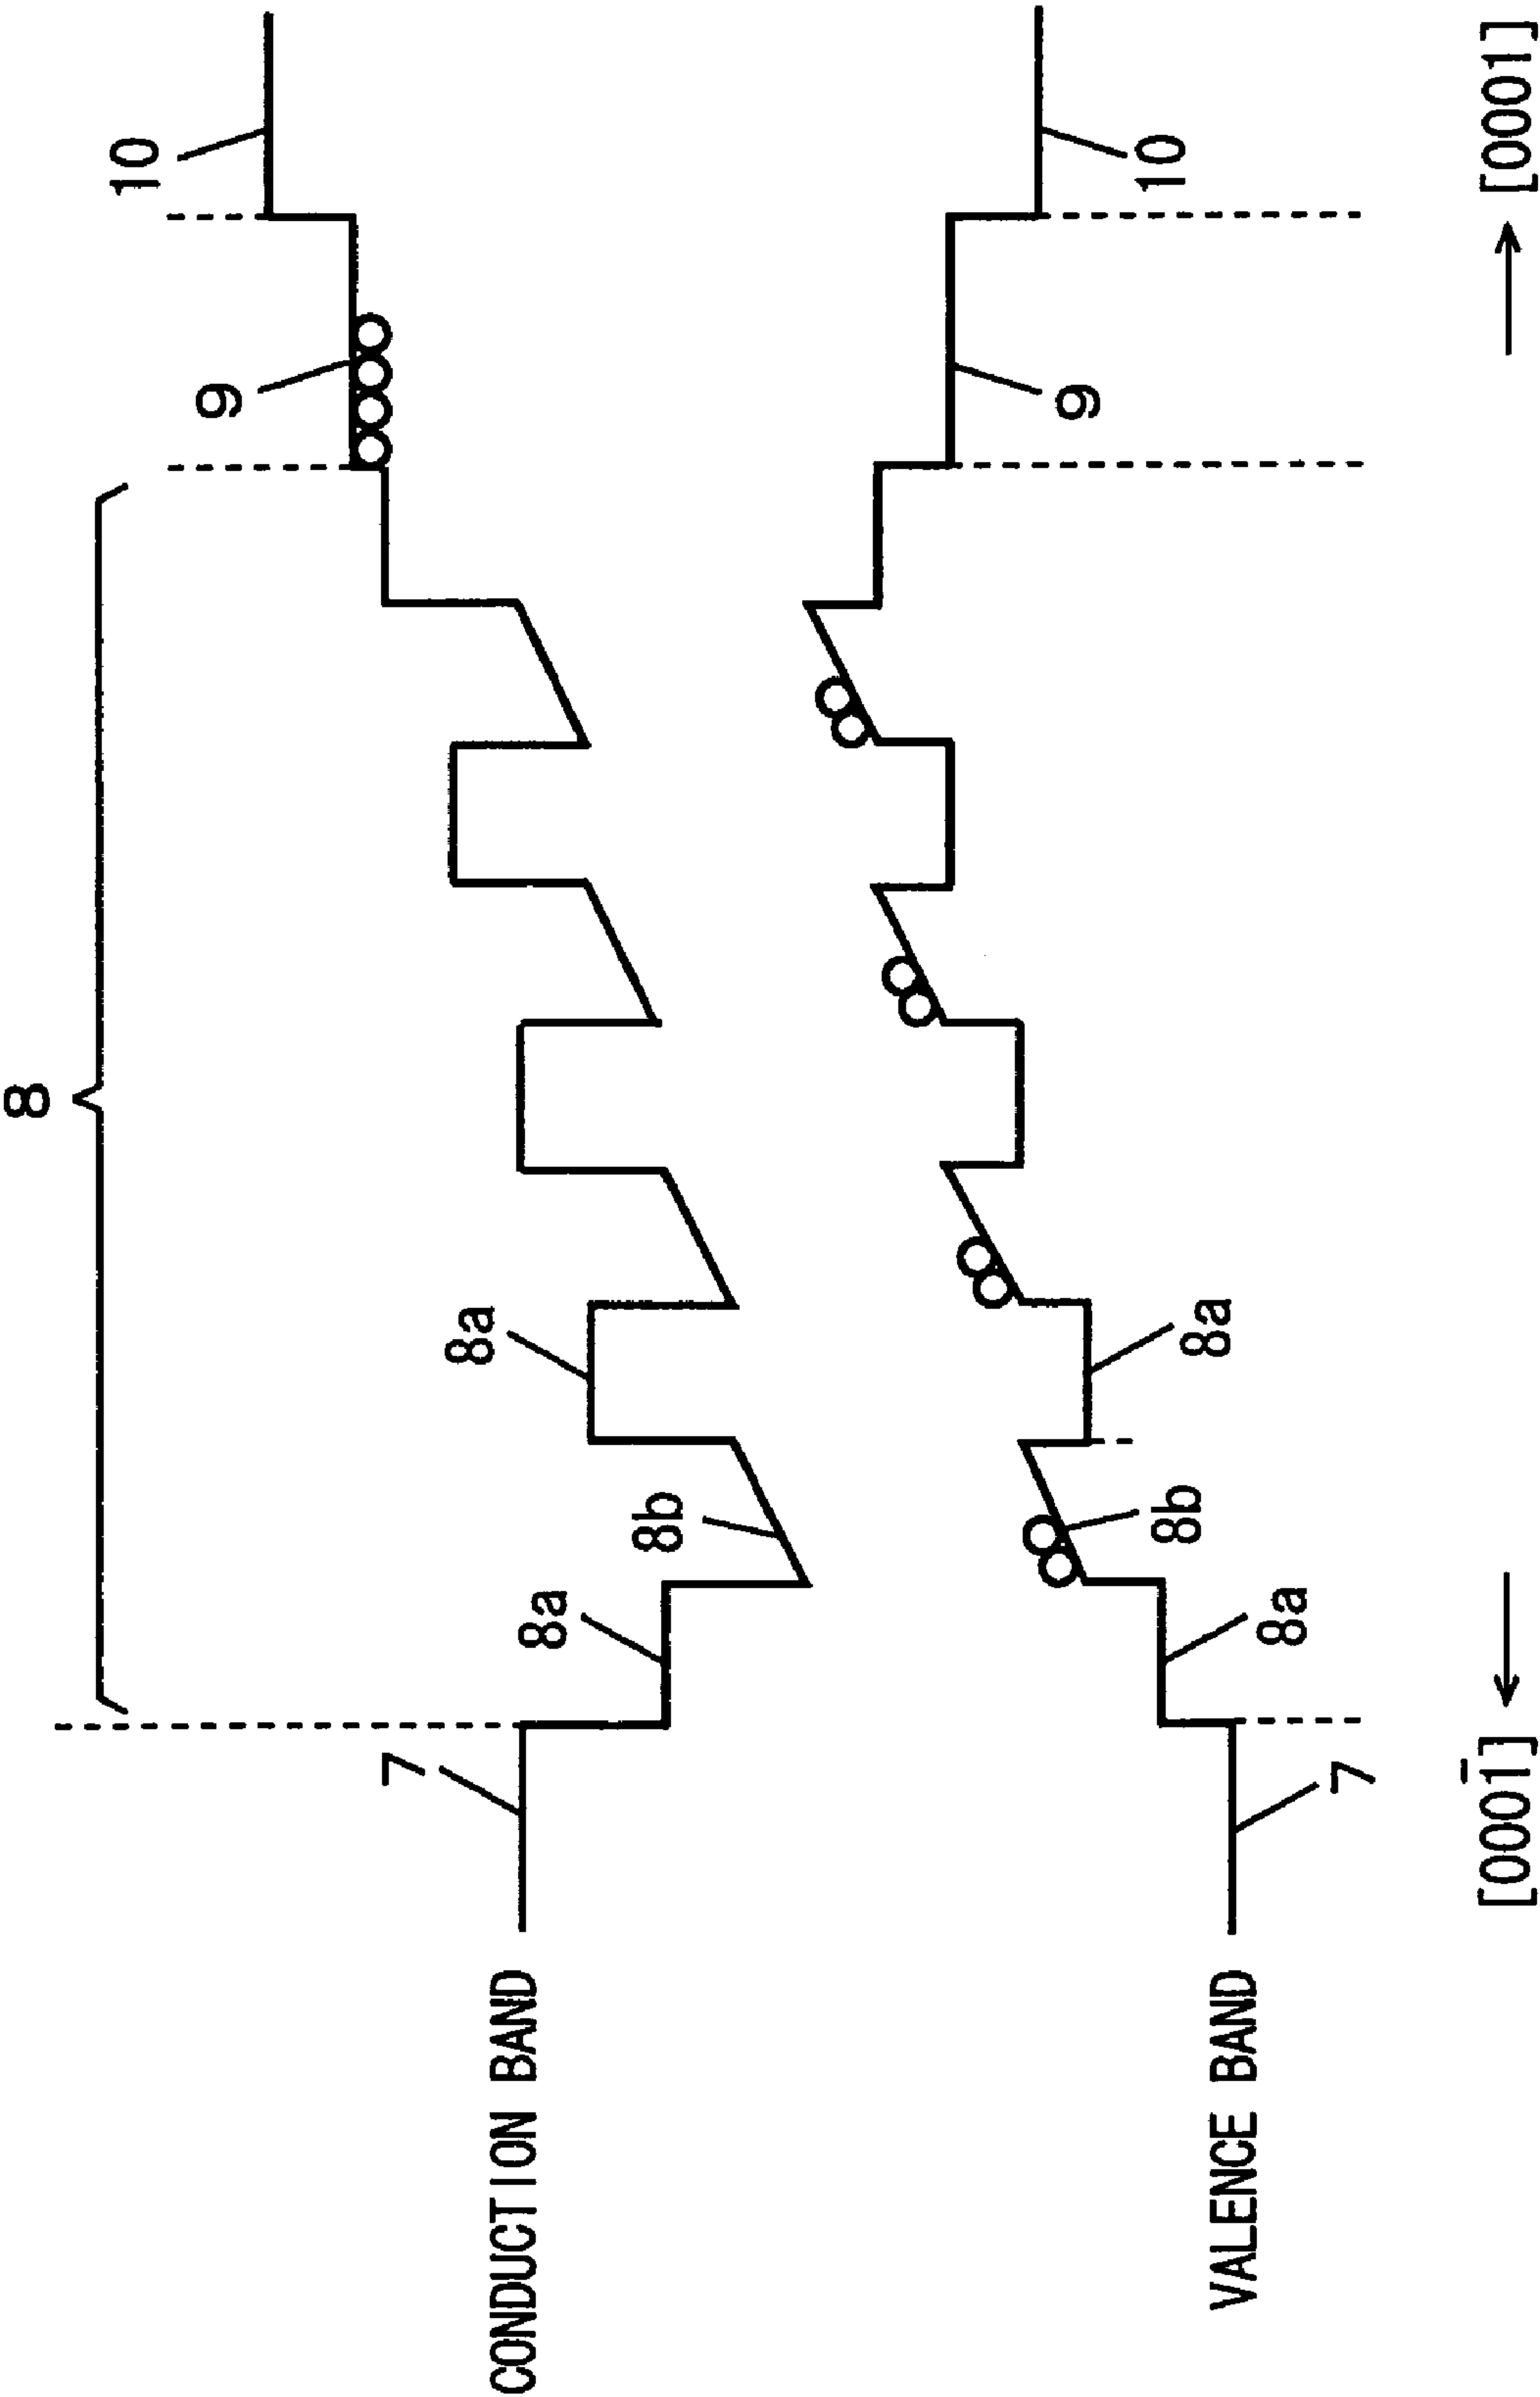 8
10
9
8a
8b
8a
7
CONDUCTION BAND
10
9
8a
8b
8a
7
VALENCE BAND
[0001̄]
[0001]